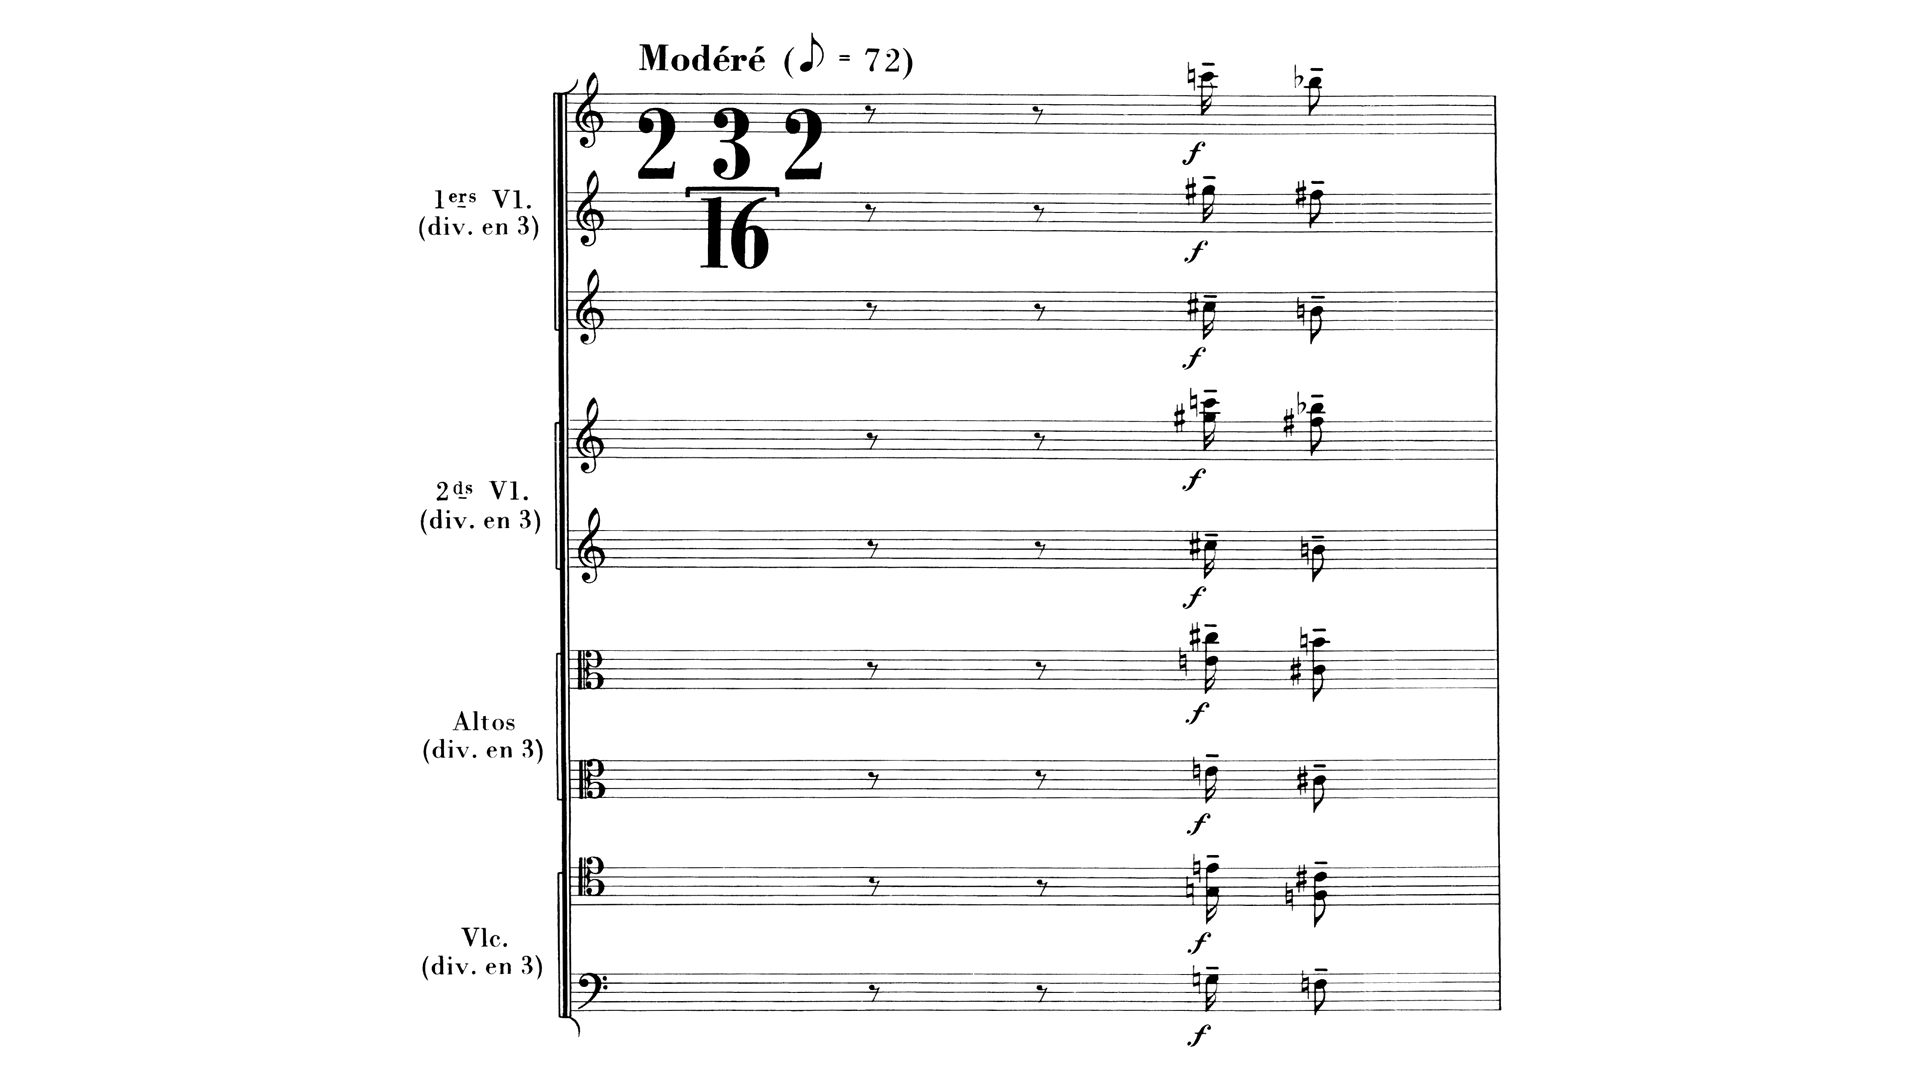 Modéré (♪ = 72)
2 3 2
16
1ers Vl.
(div. en 3)
2ds Vl.
(div. en 3)
Altos
(div. en 3)
Vlc.
(div. en 3)
f
f
f
f
f
f
f
f
f